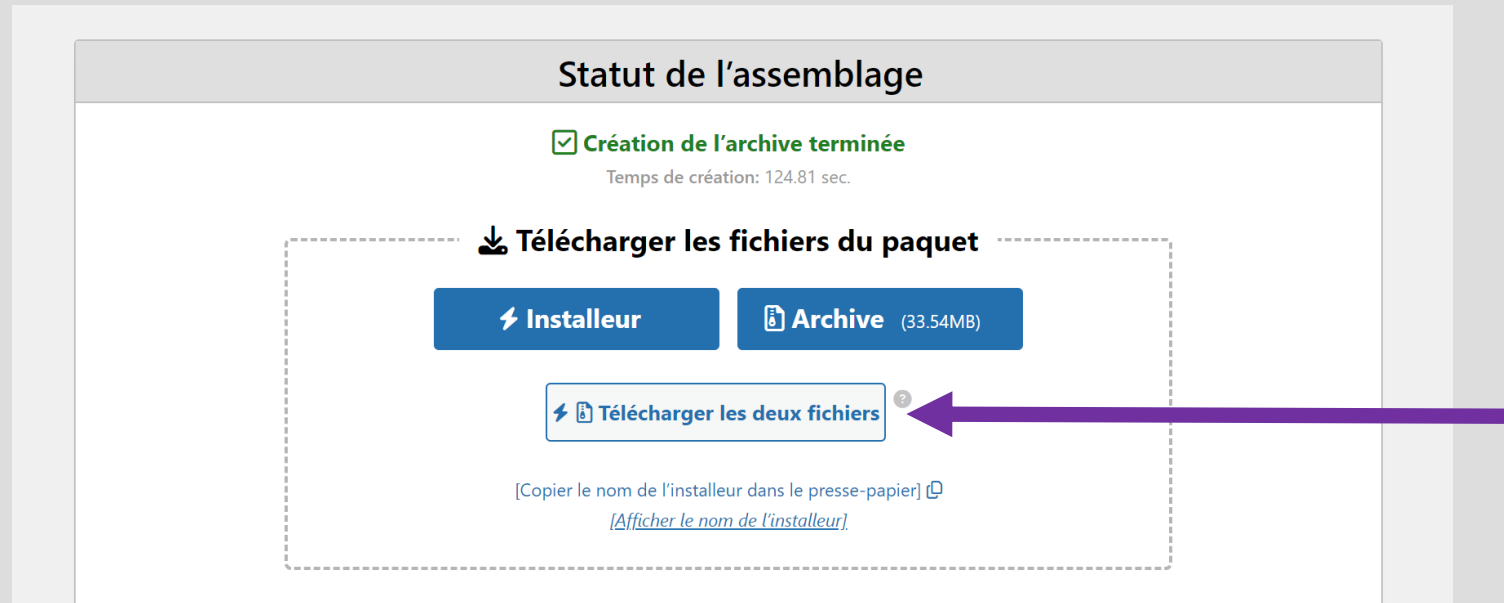 Statut de l’assemblage
Création de l’archive terminée
Temps de création: 124.81 sec.
Télécharger les fichiers du paquet
Installeur
Archive (33.54MB)
Télécharger les deux fichiers ?
[Copier le nom de l’installeur dans le presse-papier]
[Afficher le nom de l’installeur]